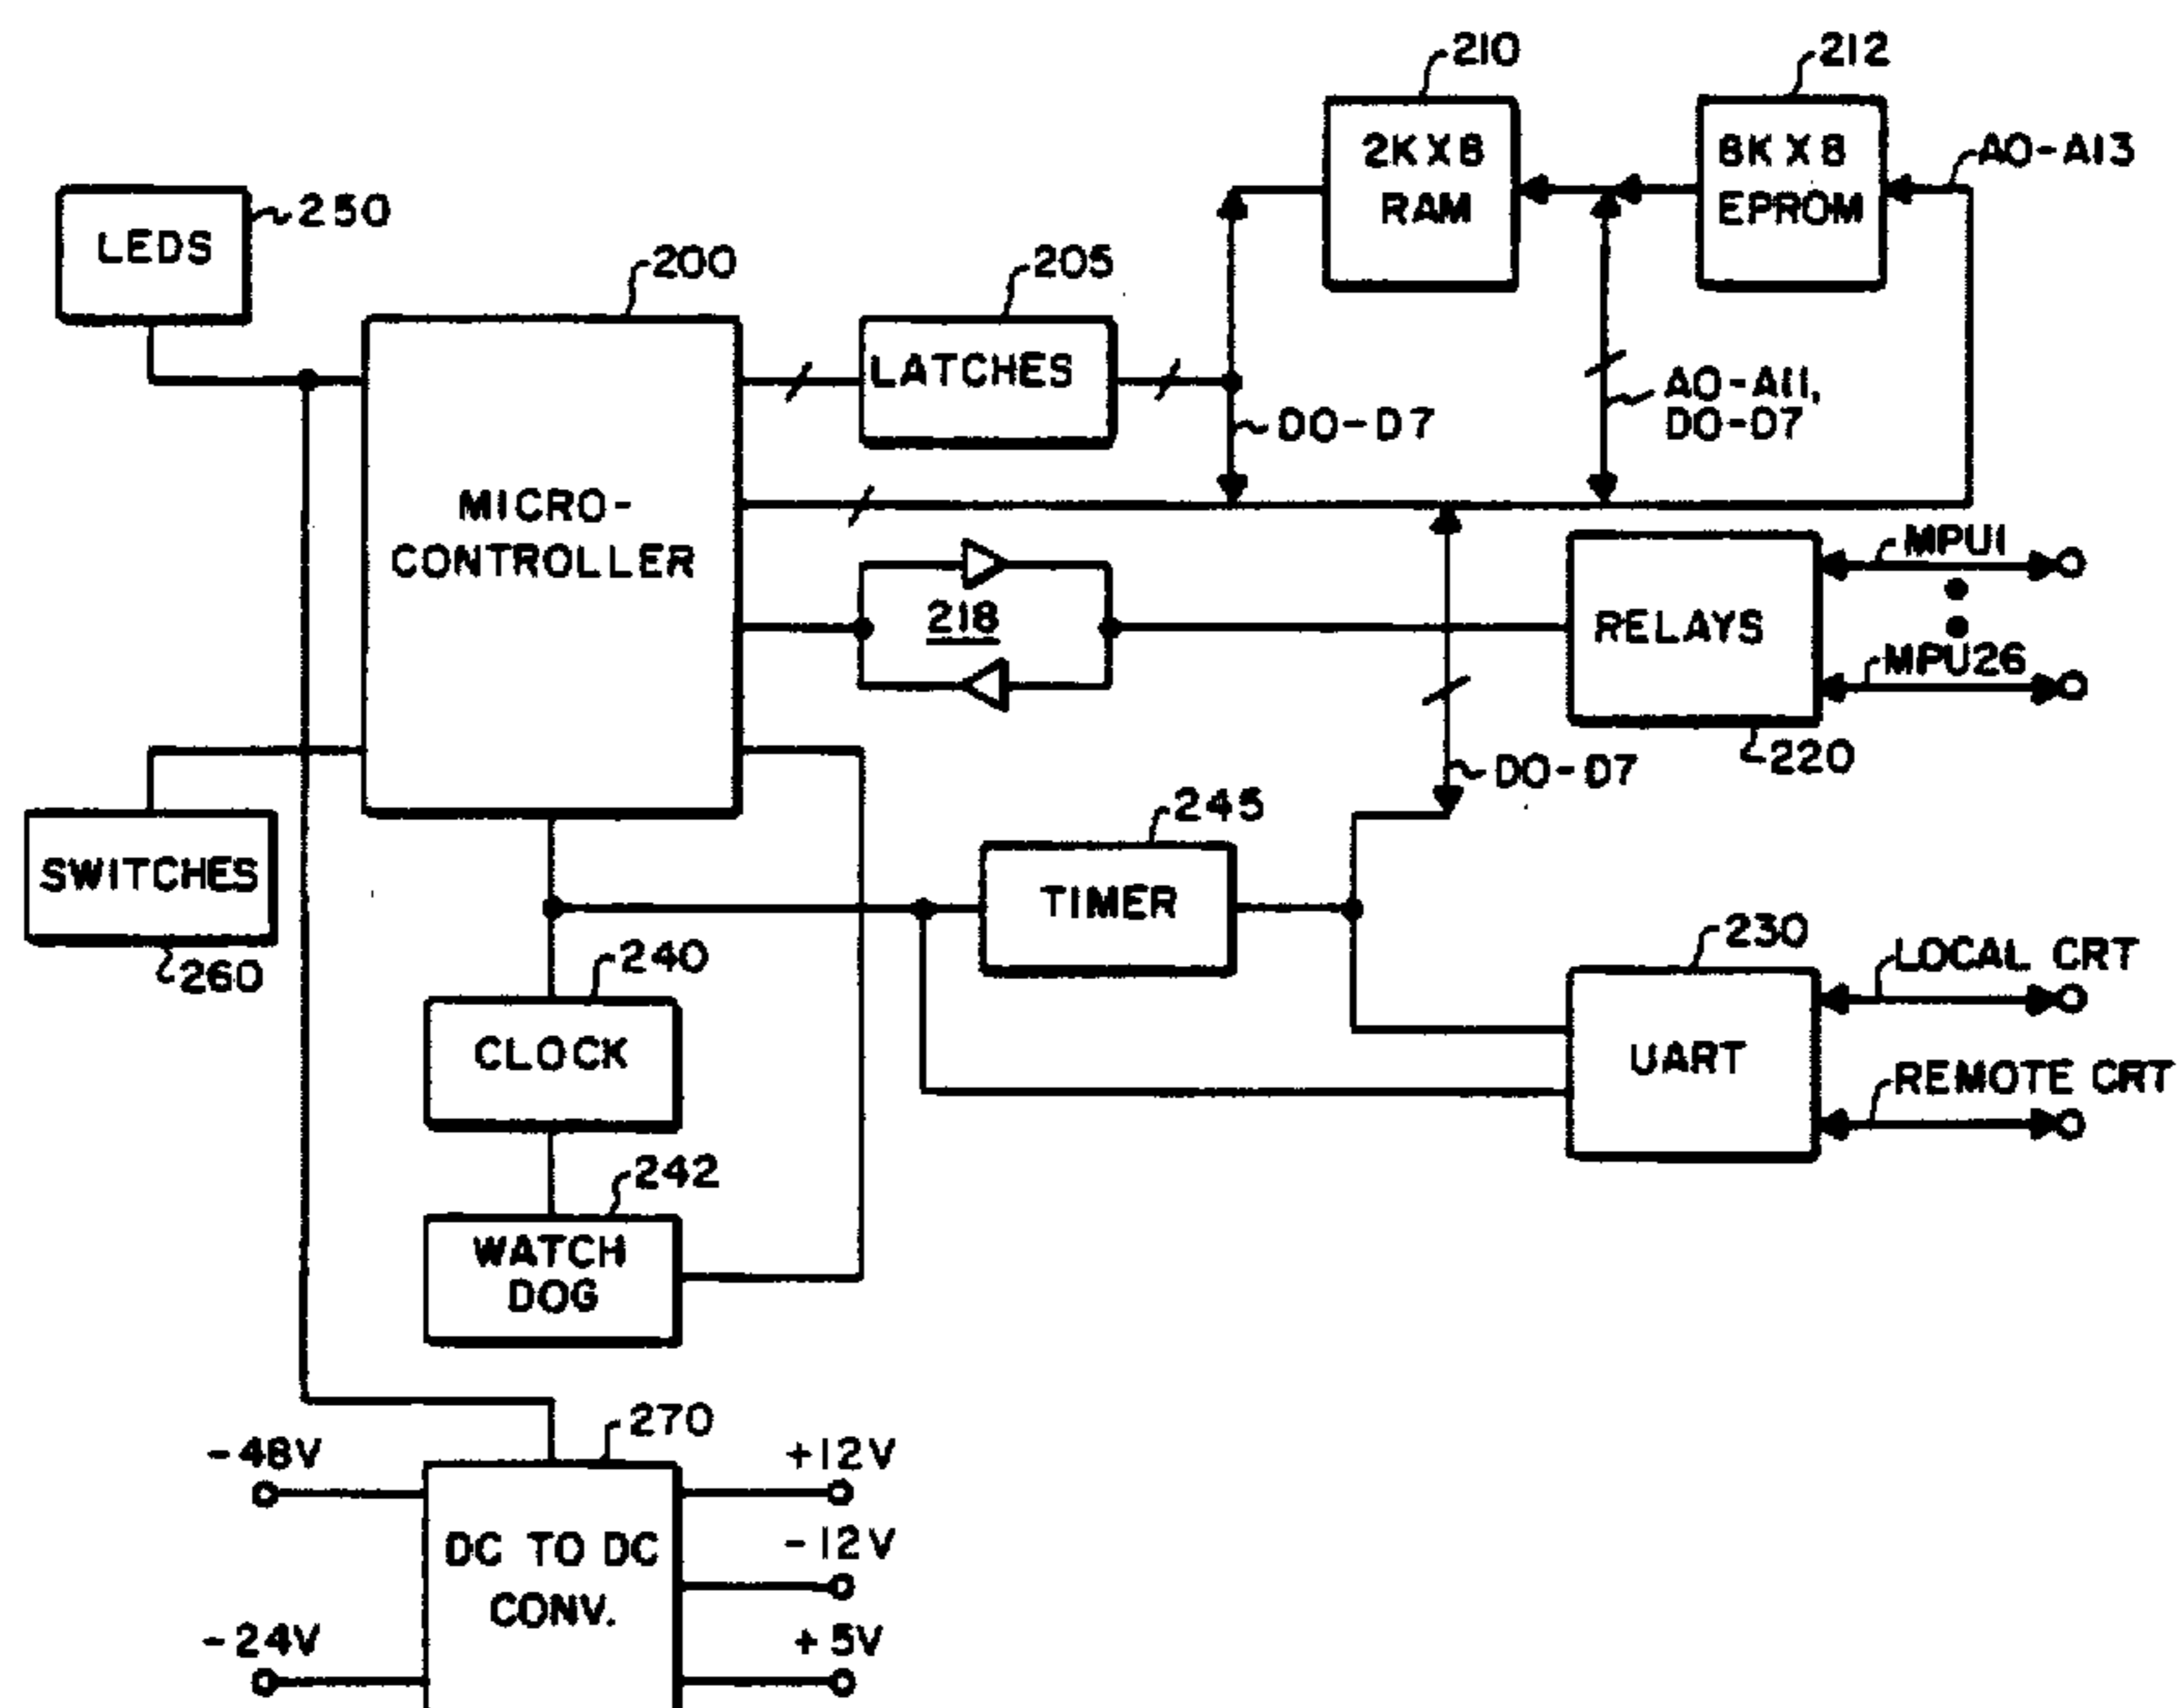 210
212
2K X 8
RAM
8K X 8
EPROM
A0-A13
LEDS
250
200
205
LATCHES
D0-D7
A0-A11,
D0-D7
MICRO-
CONTROLLER
218
RELAYS
MPU1
MPU26
220
D0-D7
SWITCHES
260
245
TIMER
240
CLOCK
230
UART
LOCAL CRT
REMOTE CRT
242
WATCH
DOG
270
-48V
+12V
DC TO DC
CONV.
-12V
-24V
+5V